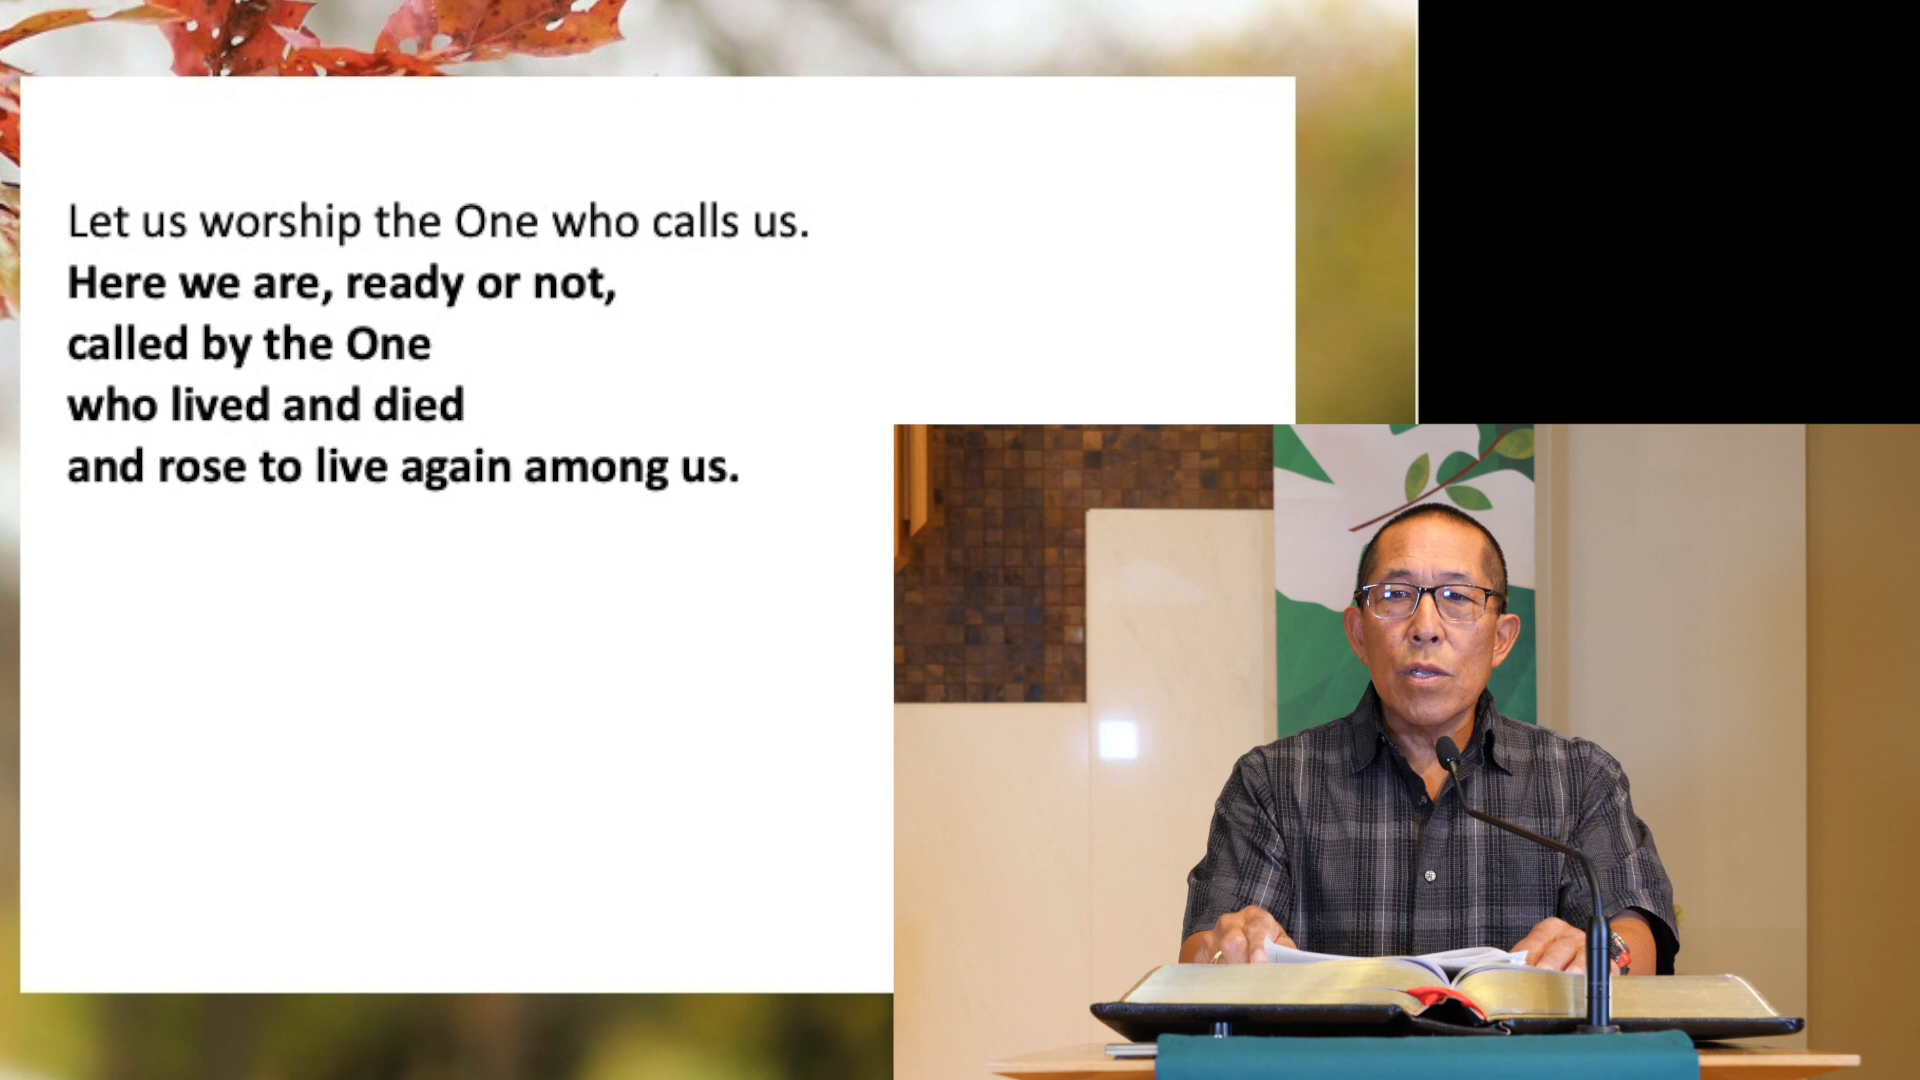 Let us worship the One who calls us.
Here we are, ready or not,
called by the One
who lived and died
and rose to live again among us.